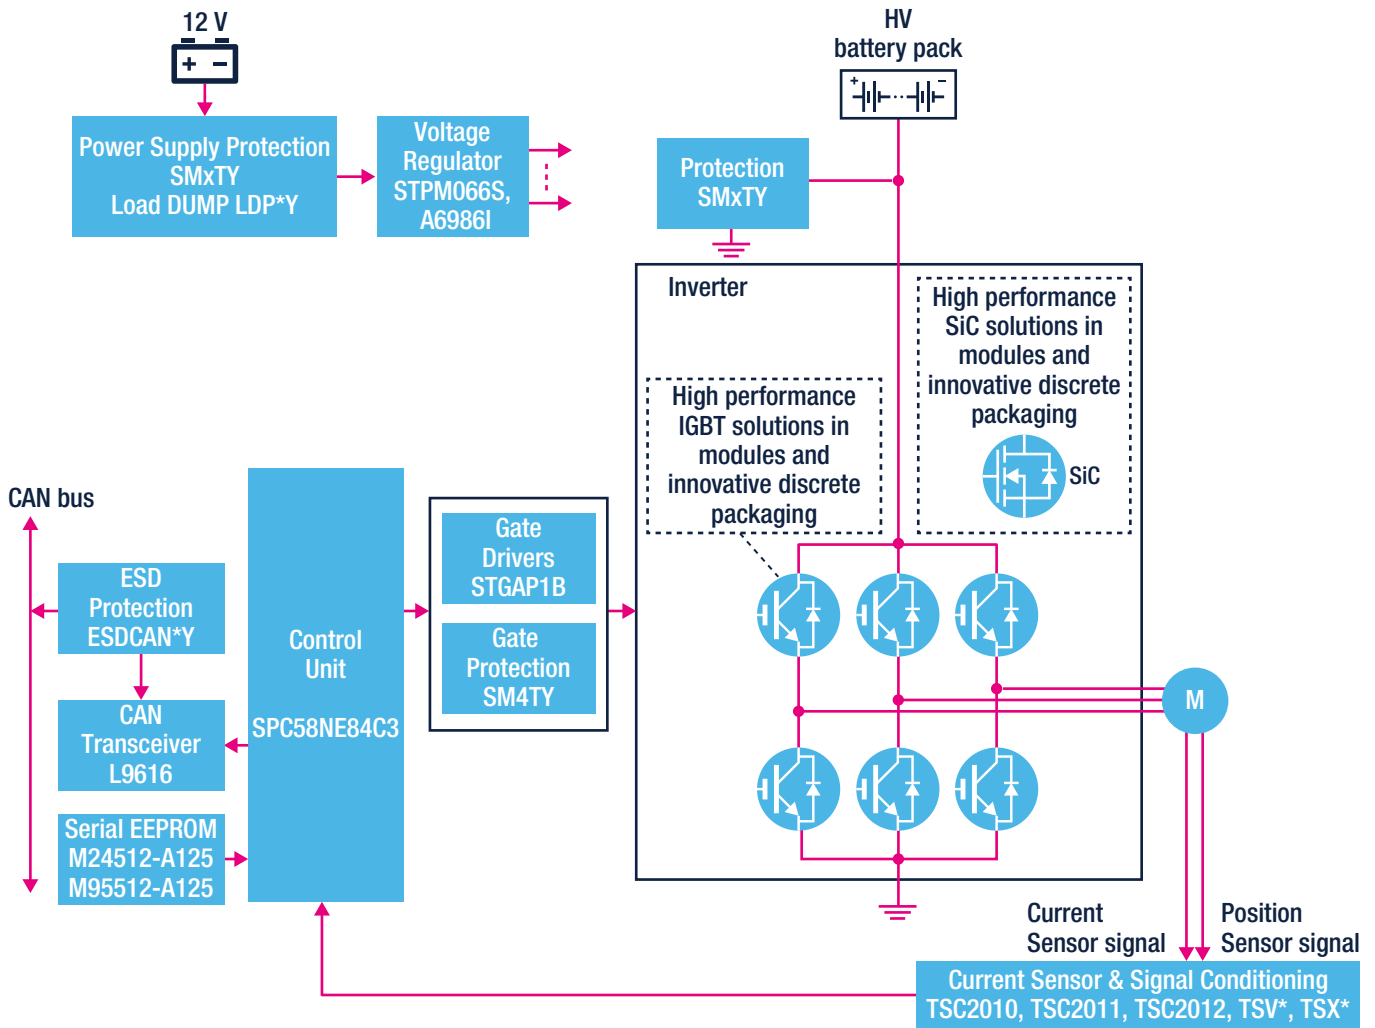 12 V
+ −
Power Supply Protection
SMxTY
Load DUMP LDP*Y
Voltage
Regulator
STPM066S,
A6986I
HV
battery pack
+ −
Protection
SMxTY
Inverter
High performance
SiC solutions in
modules and
innovative discrete
packaging
SiC
High performance
IGBT solutions in
modules and
innovative discrete
packaging
CAN bus
ESD
Protection
ESDCAN*Y
CAN
Transceiver
L9616
Serial EEPROM
M24512-A125
M95512-A125
Control
Unit
SPC58NE84C3
Gate
Drivers
STGAP1B
Gate
Protection
SM4TY
M
Current
Sensor signal
Position
Sensor signal
Current Sensor & Signal Conditioning
TSC2010, TSC2011, TSC2012, TSV*, TSX*